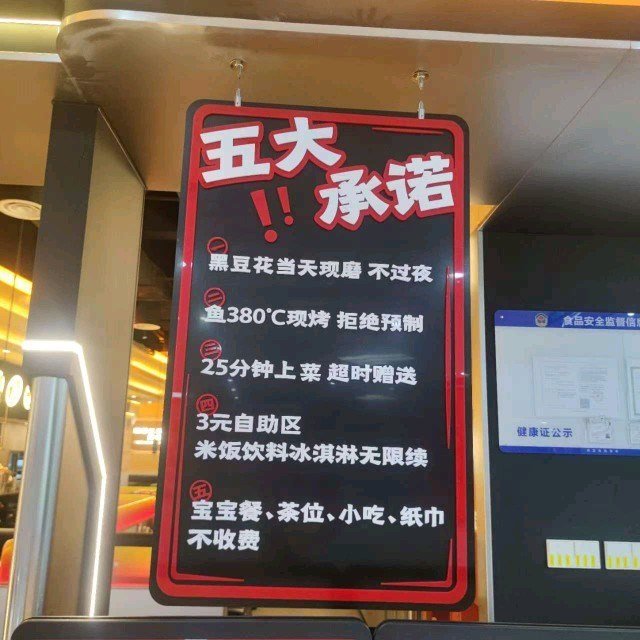 五大
承诺
!!
一
黑豆花当天现磨 不过夜
二
鱼380℃现烤 拒绝预制
三
25分钟上菜 超时赠送
四
3元自助区
米饭饮料冰淇淋无限续
五
宝宝餐、茶位、小吃、纸巾
不收费
食品安全监督信息
健康证公示